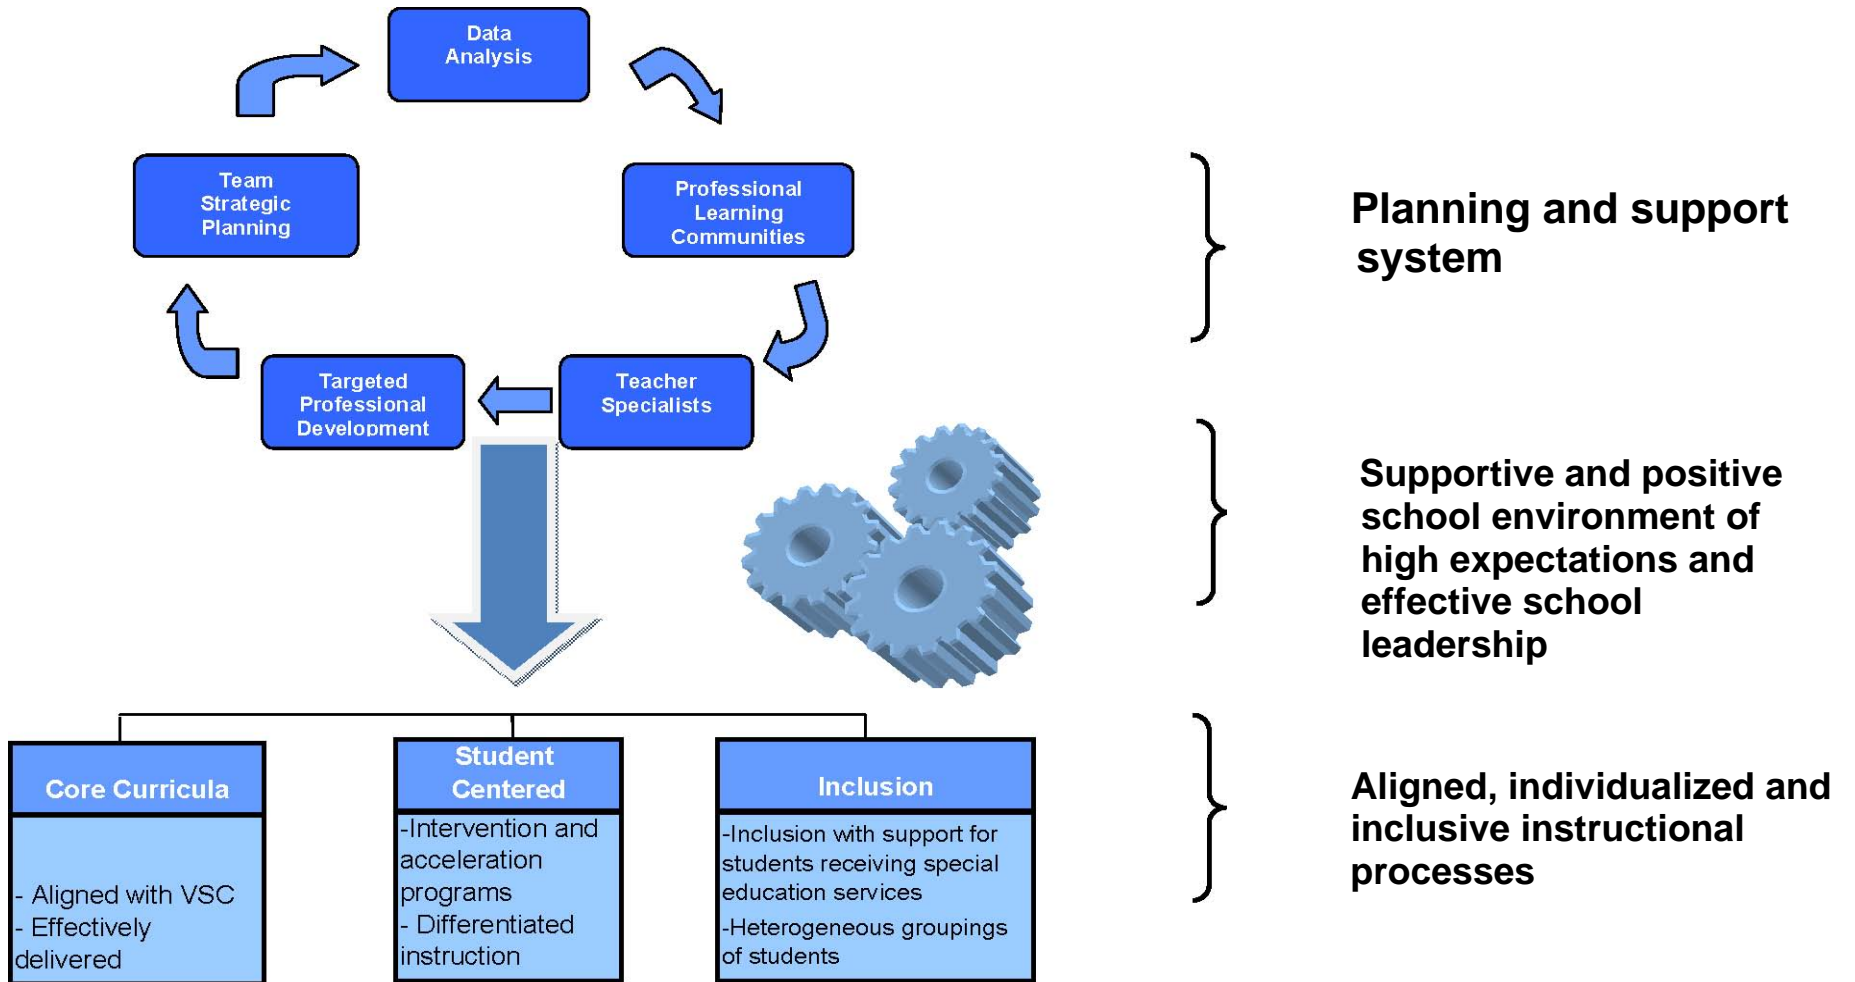 Data
Analysis
Team
Strategic
Planning
Professional
Learning
Communities
Planning and support
system
Targeted
Professional
Development
Teacher
Specialists
Supportive and positive
school environment of
high expectations and
effective school
leadership
Core Curricula
- Aligned with VSC
- Effectively
delivered
Student
Centered
-Intervention and
acceleration
programs
- Differentiated
instruction
Inclusion
-Inclusion with support for
students receiving special
education services
-Heterogeneous groupings
of students
Aligned, individualized and
inclusive instructional
processes